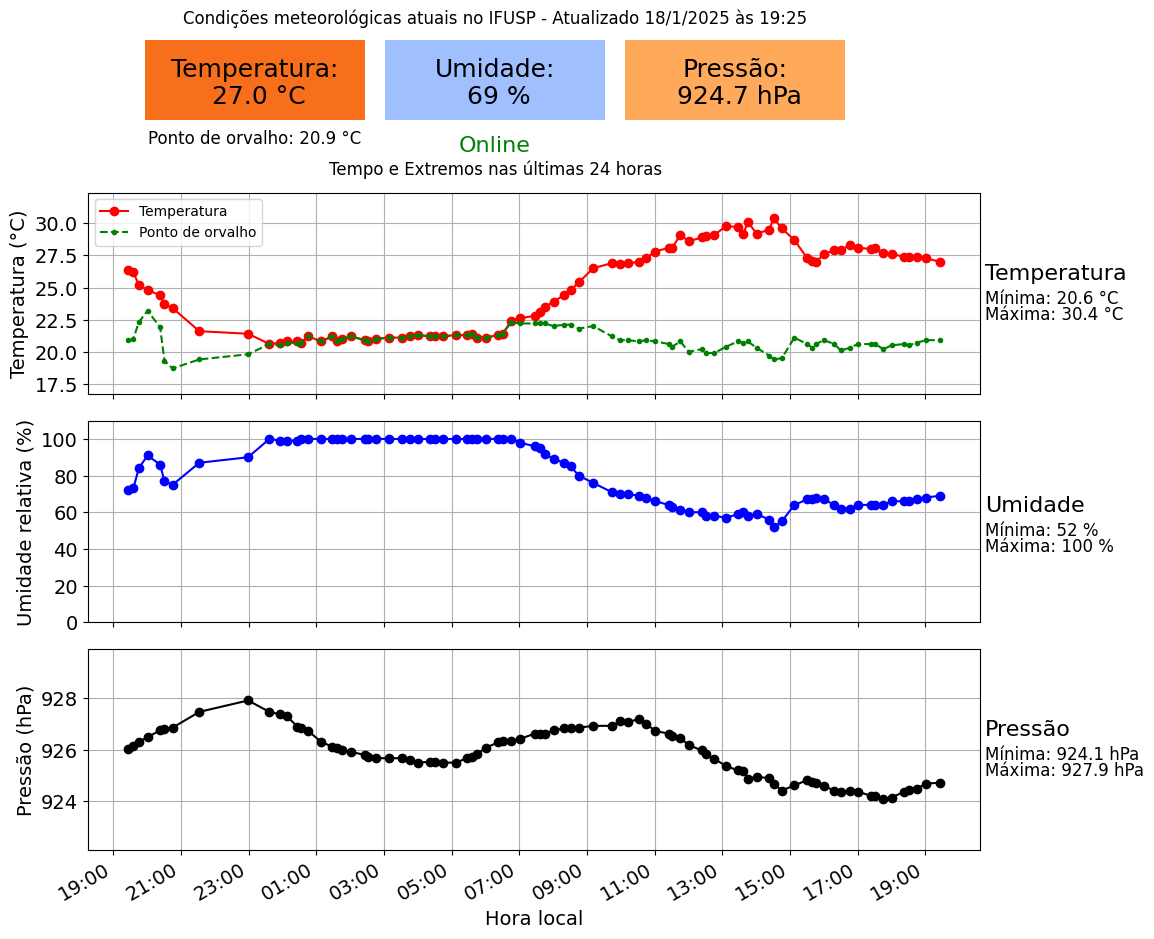 Condições meteorológicas atuais no IFUSP - Atualizado 18/1/2025 às 19:25
Temperatura:
27.0 °C
Umidade:
69 %
Pressão:
924.7 hPa
Ponto de orvalho: 20.9 °C
Online
Tempo e Extremos nas últimas 24 horas
Temperatura (°C)
30.0
27.5
25.0
22.5
20.0
17.5
Temperatura
Ponto de orvalho
Temperatura
Mínima: 20.6 °C
Máxima: 30.4 °C
Umidade relativa (%)
100
80
60
40
20
0
Umidade
Mínima: 52 %
Máxima: 100 %
Pressão (hPa)
928
926
924
Pressão
Mínima: 924.1 hPa
Máxima: 927.9 hPa
19:00
21:00
23:00
01:00
03:00
05:00
07:00
09:00
11:00
13:00
15:00
17:00
19:00
Hora local